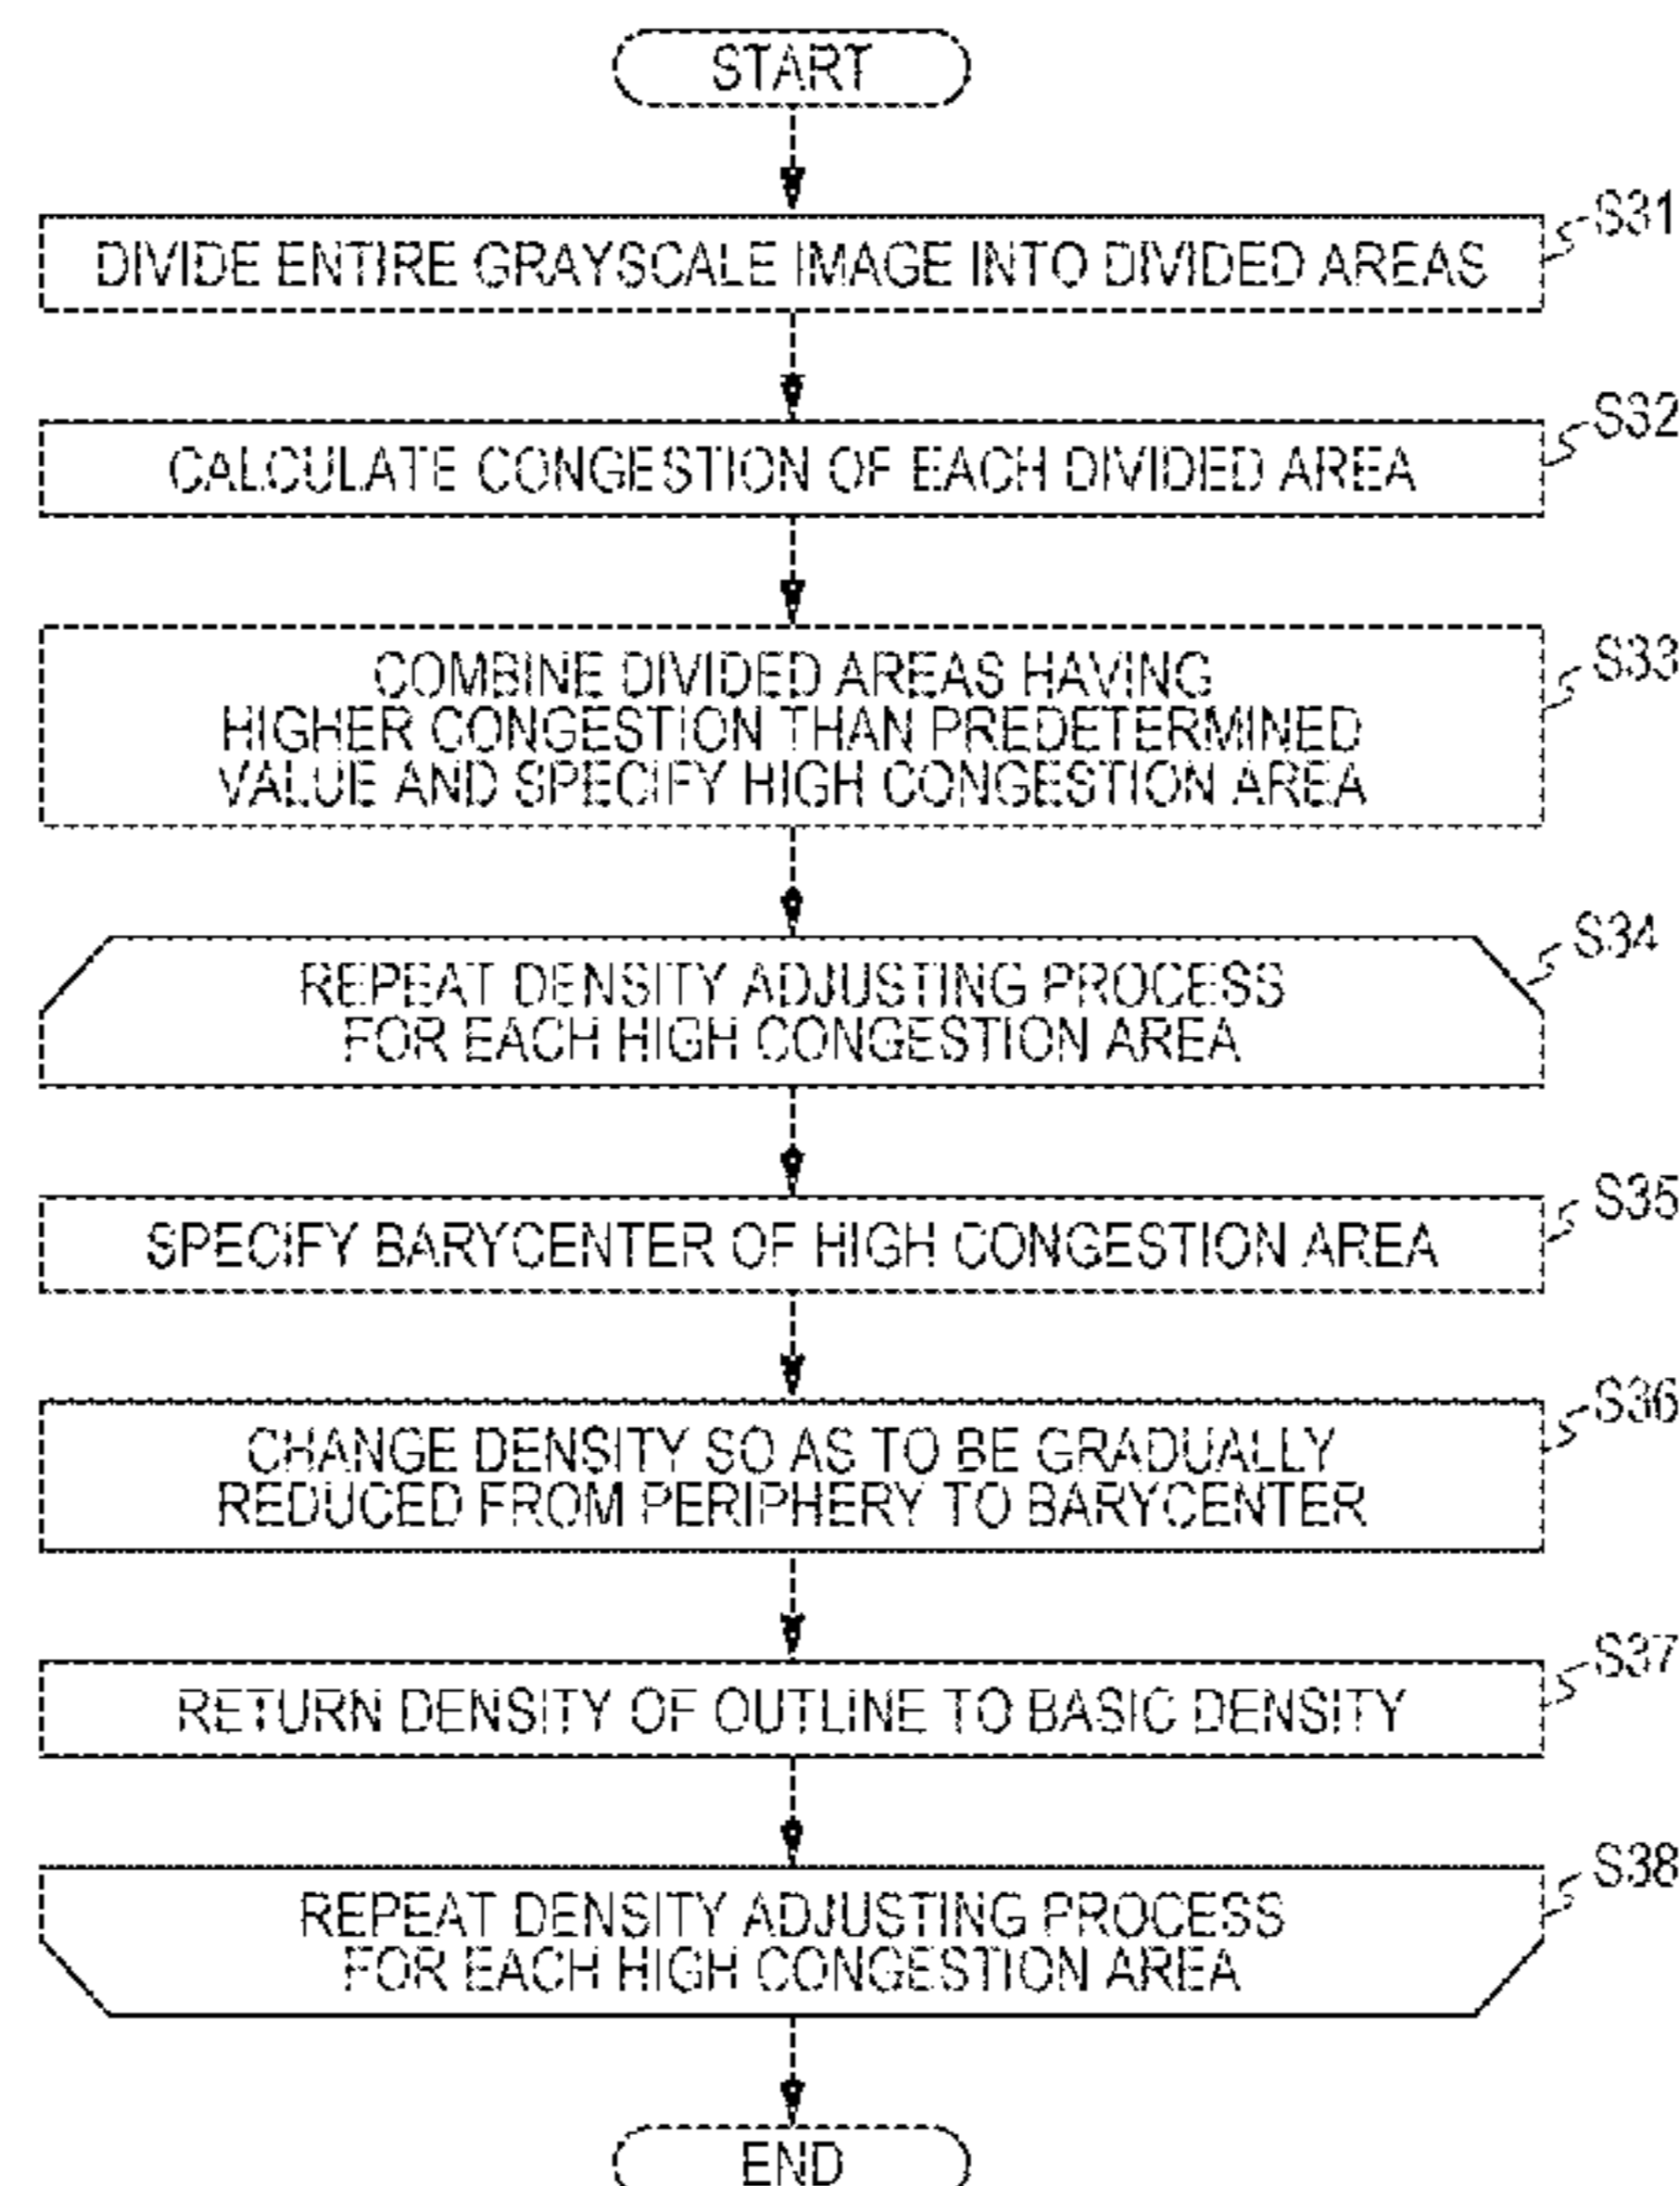 START
S31
DIVIDE ENTIRE GRAYSCALE IMAGE INTO DIVIDED AREAS
S32
CALCULATE CONGESTION OF EACH DIVIDED AREA
S33
COMBINE DIVIDED AREAS HAVING
HIGHER CONGESTION THAN PREDETERMINED
VALUE AND SPECIFY HIGH CONGESTION AREA
S34
REPEAT DENSITY ADJUSTING PROCESS
FOR EACH HIGH CONGESTION AREA
S35
SPECIFY BARYCENTER OF HIGH CONGESTION AREA
S36
CHANGE DENSITY SO AS TO BE GRADUALLY
REDUCED FROM PERIPHERY TO BARYCENTER
S37
RETURN DENSITY OF OUTLINE TO BASIC DENSITY
S38
REPEAT DENSITY ADJUSTING PROCESS
FOR EACH HIGH CONGESTION AREA
END